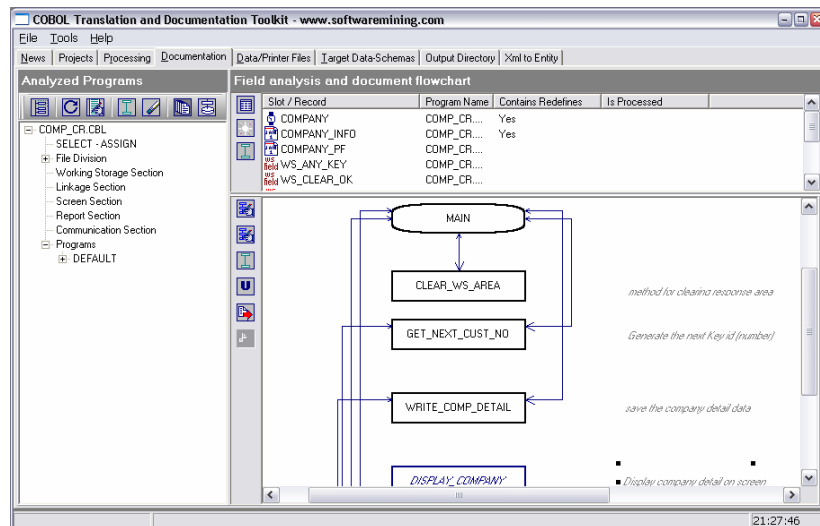 COBOL Translation and Documentation Toolkit - www.softwaremining.com
File Tools Help
News Projects Processing Documentation Data/Printer Files Target Data-Schemas Output Directory Xml to Entity
Analyzed Programs
Field analysis and document flowchart
COMP_CR.CBL
SELECT - ASSIGN
File Division
Working Storage Section
Linkage Section
Screen Section
Report Section
Communication Section
Programs
DEFAULT
Slot / Record Program Name Contains Redefines Is Processed
COMPANY COMP_CR.... Yes
COMPANY_INFO COMP_CR.... Yes
COMPANY_PF COMP_CR....
ws field WS_ANY_KEY COMP_CR....
ws field WS_CLEAR_OK COMP_CR....
MAIN
CLEAR_WS_AREA
method for clearing response area
GET_NEXT_CUST_NO
Generate the next Key id (number)
WRITE_COMP_DETAIL
save the company detail data
DISPLAY_COMPANY
Display company detail on screen
21:27:46